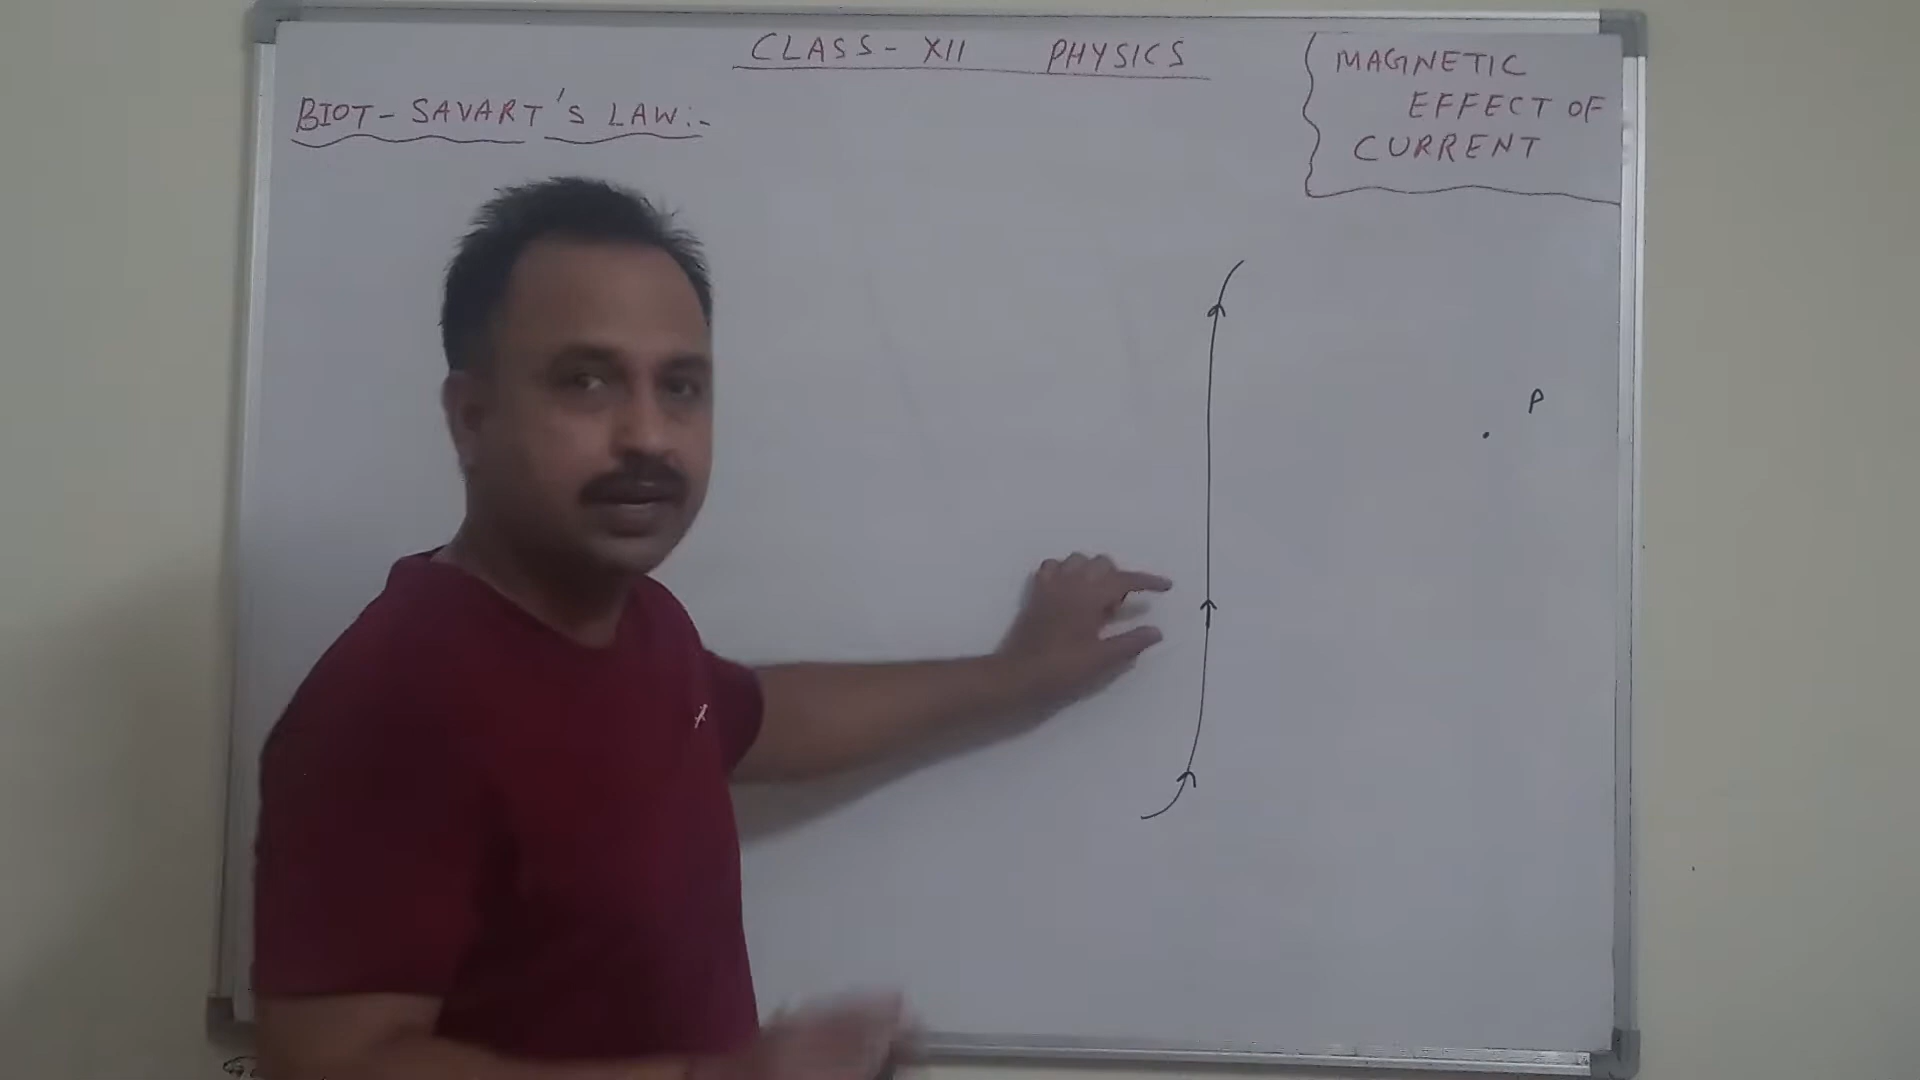 CLASS- XII PHYSICS
MAGNETIC
EFFECT OF
CURRENT
BIOT-SAVART'S LAW:-
P